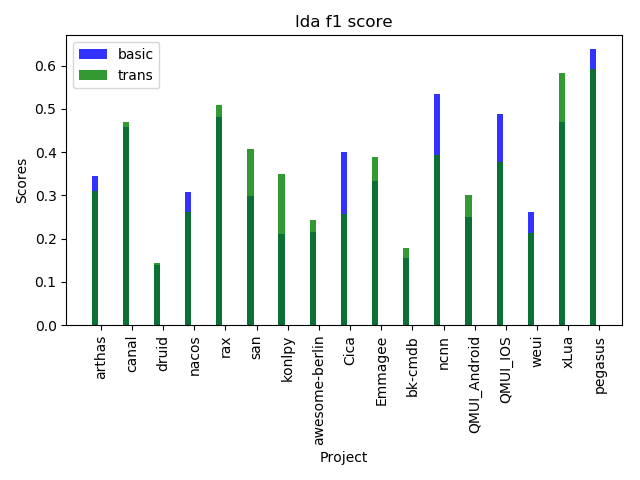 lda f1 score
basic
trans
Scores
0.6
0.5
0.4
0.3
0.2
0.1
0.0
arthas
canal
druid
nacos
rax
san
konlpy
awesome-berlin
Cica
Emmagee
bk-cmdb
ncnn
QMUI_Android
QMUI_IOS
weui
xLua
pegasus
Project